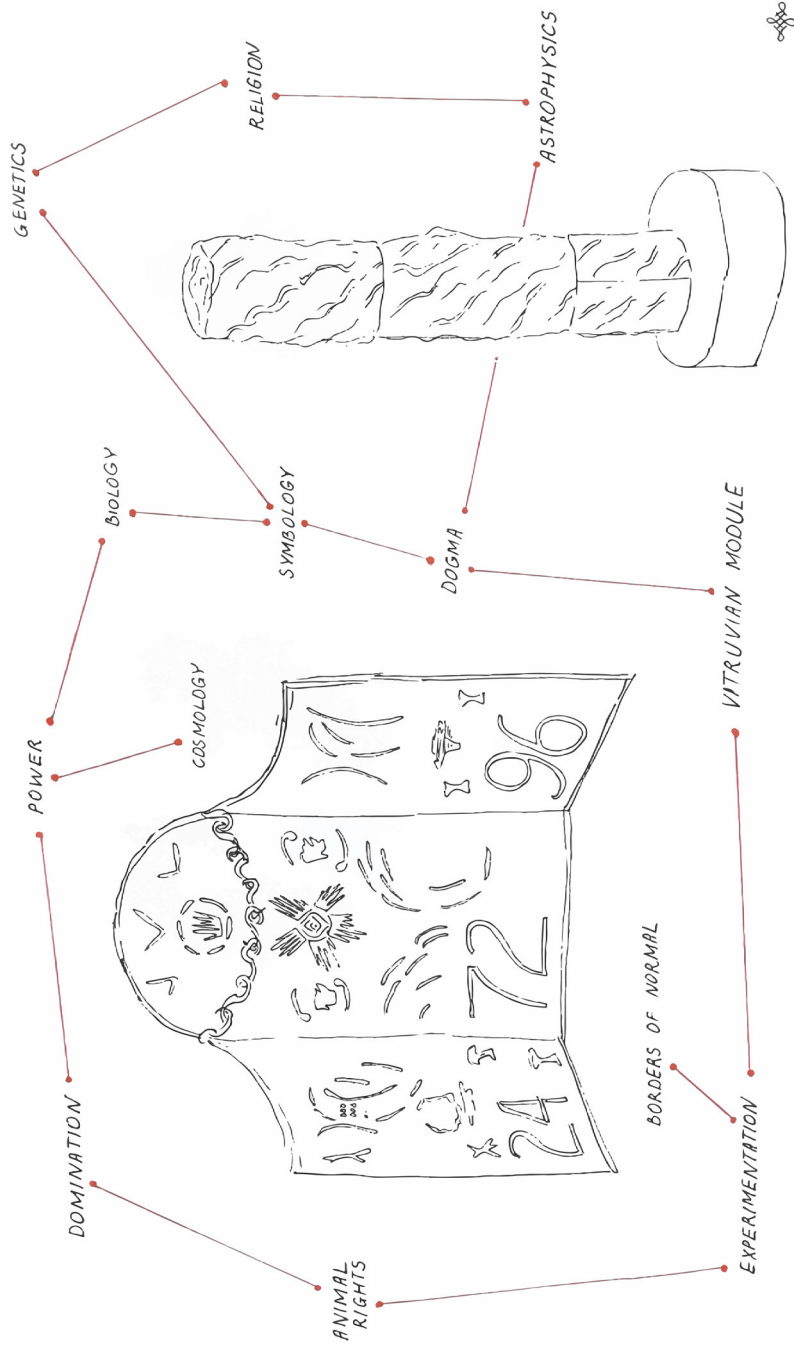 GENETICS
RELIGION
ASTROPHYSICS
BIOLOGY
SYMBOLOGY
DOGMA
VITRUVIAN MODULE
POWER
COSMOLOGY
DOMINATION
ANIMAL
RIGHTS
BORDERS OF NORMAL
EXPERIMENTATION
24
72
96